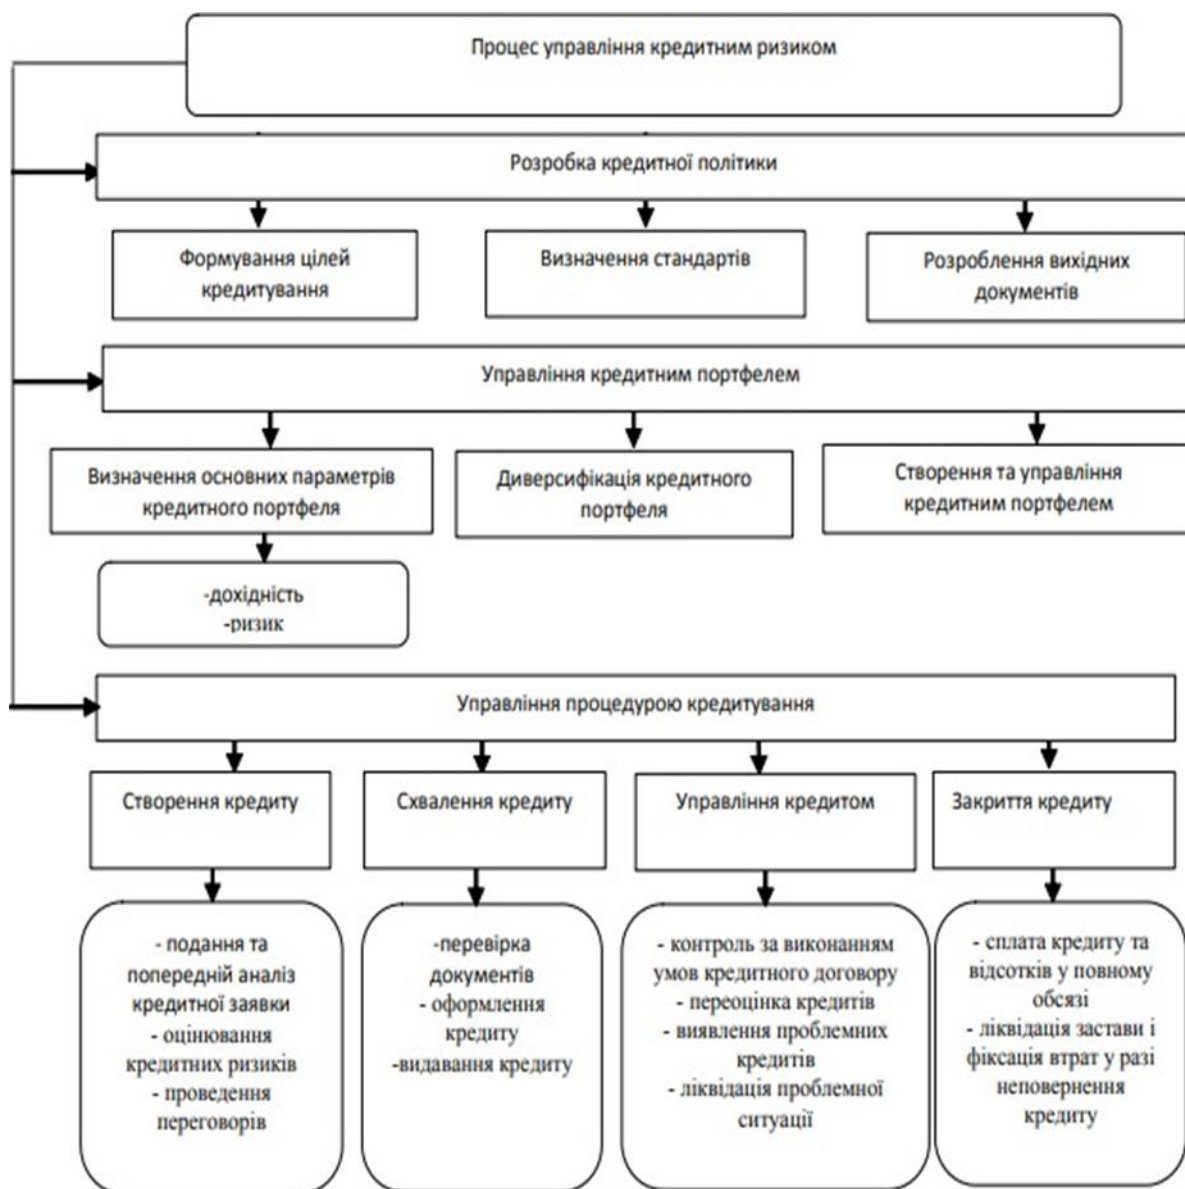 Процес управління кредитним ризиком
Розробка кредитної політики
Формування цілей
кредитування
Визначення стандартів
Розроблення вихідних
документів
Управління кредитним портфелем
Визначення основних параметрів
кредитного портфеля
Диверсифікація кредитного
портфеля
Створення та управління
кредитним портфелем
-дохідність
-ризик
Управління процедурою кредитування
Створення кредиту
Схвалення кредиту
Управління кредитом
Закриття кредиту
- подання та
попередній аналіз
кредитної заявки
- оцінювання
кредитних ризиків
- проведення
переговорів
-перевірка
документів
- оформлення
кредиту
-видавання кредиту
- контроль за виконанням
умов кредитного договору
- переоцінка кредитів
- виявлення проблемних
кредитів
- ліквідація проблемної
ситуації
- сплата кредиту та
відсотків у повному
обсязі
- ліквідація застави і
фіксація втрат у разі
неповернення
кредиту